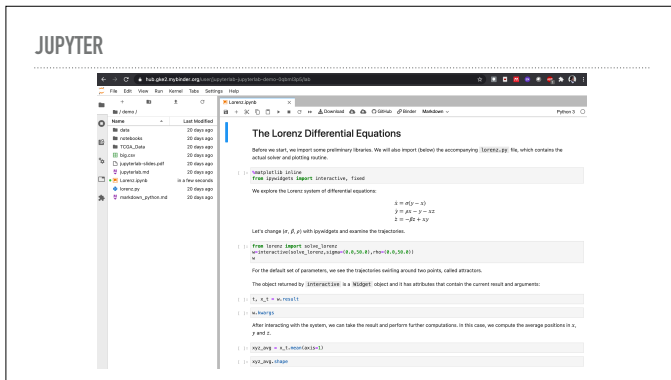 JUPYTER
hub.gke2.mybinder.org/user/jupyterlab-jupyterlab-demo-0qbml3p5/lab
File Edit View Run Kernel Tabs Settings Help
/ demo /
Name Last Modified
data 20 days ago
notebooks 20 days ago
TCGA_Data 20 days ago
big.csv 20 days ago
jupyterlab-slides.pdf 20 days ago
jupyterlab.md 20 days ago
Lorenz.ipynb in a few seconds
lorenz.py 20 days ago
markdown_python.md 20 days ago
Lorenz.ipynb
Download GitHub Binder Markdown Python 3
The Lorenz Differential Equations
Before we start, we import some preliminary libraries. We will also import (below) the accompanying lorenz.py file, which contains the
actual solver and plotting routine.
[ ]: %matplotlib inline
from ipywidgets import interactive, fixed
We explore the Lorenz system of differential equations:
ẋ = σ(y − x)
ẏ = ρx − y − xz
ż = −βz + xy
Let's change (σ, β, ρ) with ipywidgets and examine the trajectories.
[ ]: from lorenz import solve_lorenz
w=interactive(solve_lorenz,sigma=(0.0,50.0),rho=(0.0,50.0))
w
For the default set of parameters, we see the trajectories swirling around two points, called attractors.
The object returned by interactive is a Widget object and it has attributes that contain the current result and arguments:
[ ]: t, x_t = w.result
[ ]: w.kwargs
After interacting with the system, we can take the result and perform further computations. In this case, we compute the average positions in x,
y and z.
[ ]: xyz_avg = x_t.mean(axis=1)
[ ]: xyz_avg.shape